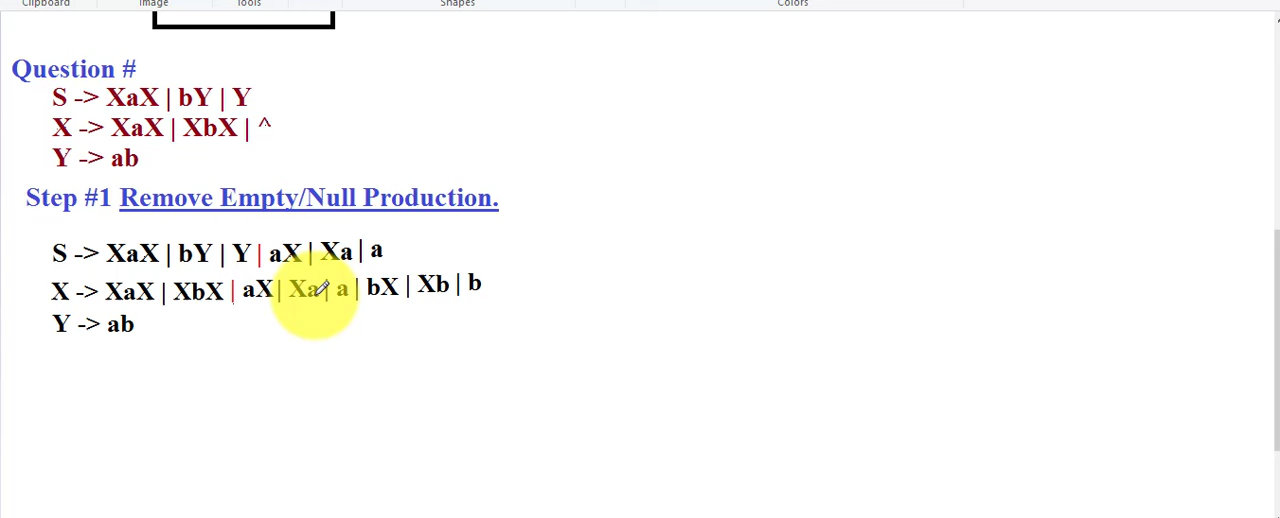 Clipboard Image Tools Shapes Colors
Question #
S -> XaX | bY | Y
X -> XaX | XbX | ^
Y -> ab
Step #1 Remove Empty/Null Production.
S -> XaX | bY | Y | aX | Xa | a
X -> XaX | XbX | aX | Xa | a | bX | Xb | b
Y -> ab